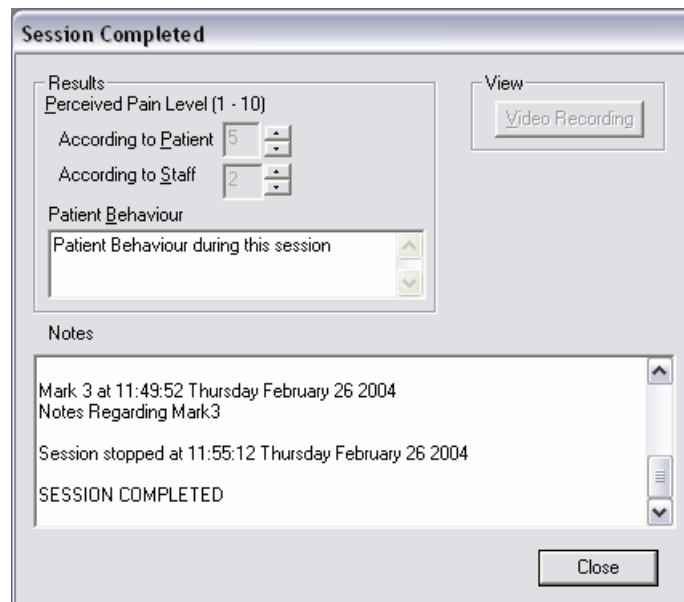 Session Completed
Results
Perceived Pain Level (1 - 10)
According to Patient 5
According to Staff 2
Patient Behaviour
Patient Behaviour during this session
View
Video Recording
Notes
Mark 3 at 11:49:52 Thursday February 26 2004
Notes Regarding Mark3
Session stopped at 11:55:12 Thursday February 26 2004
SESSION COMPLETED
Close